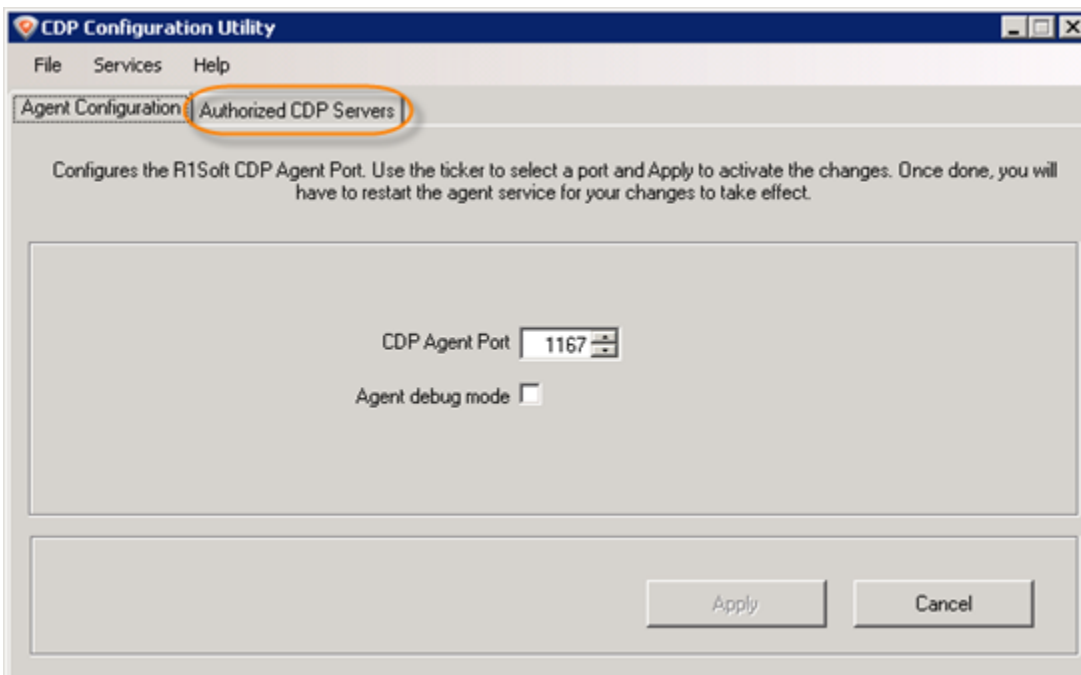 CDP Configuration Utility
File Services Help
Agent Configuration Authorized CDP Servers
Configures the R1Soft CDP Agent Port. Use the ticker to select a port and Apply to activate the changes. Once done, you will
have to restart the agent service for your changes to take effect.
CDP Agent Port 1167
Agent debug mode
Apply Cancel